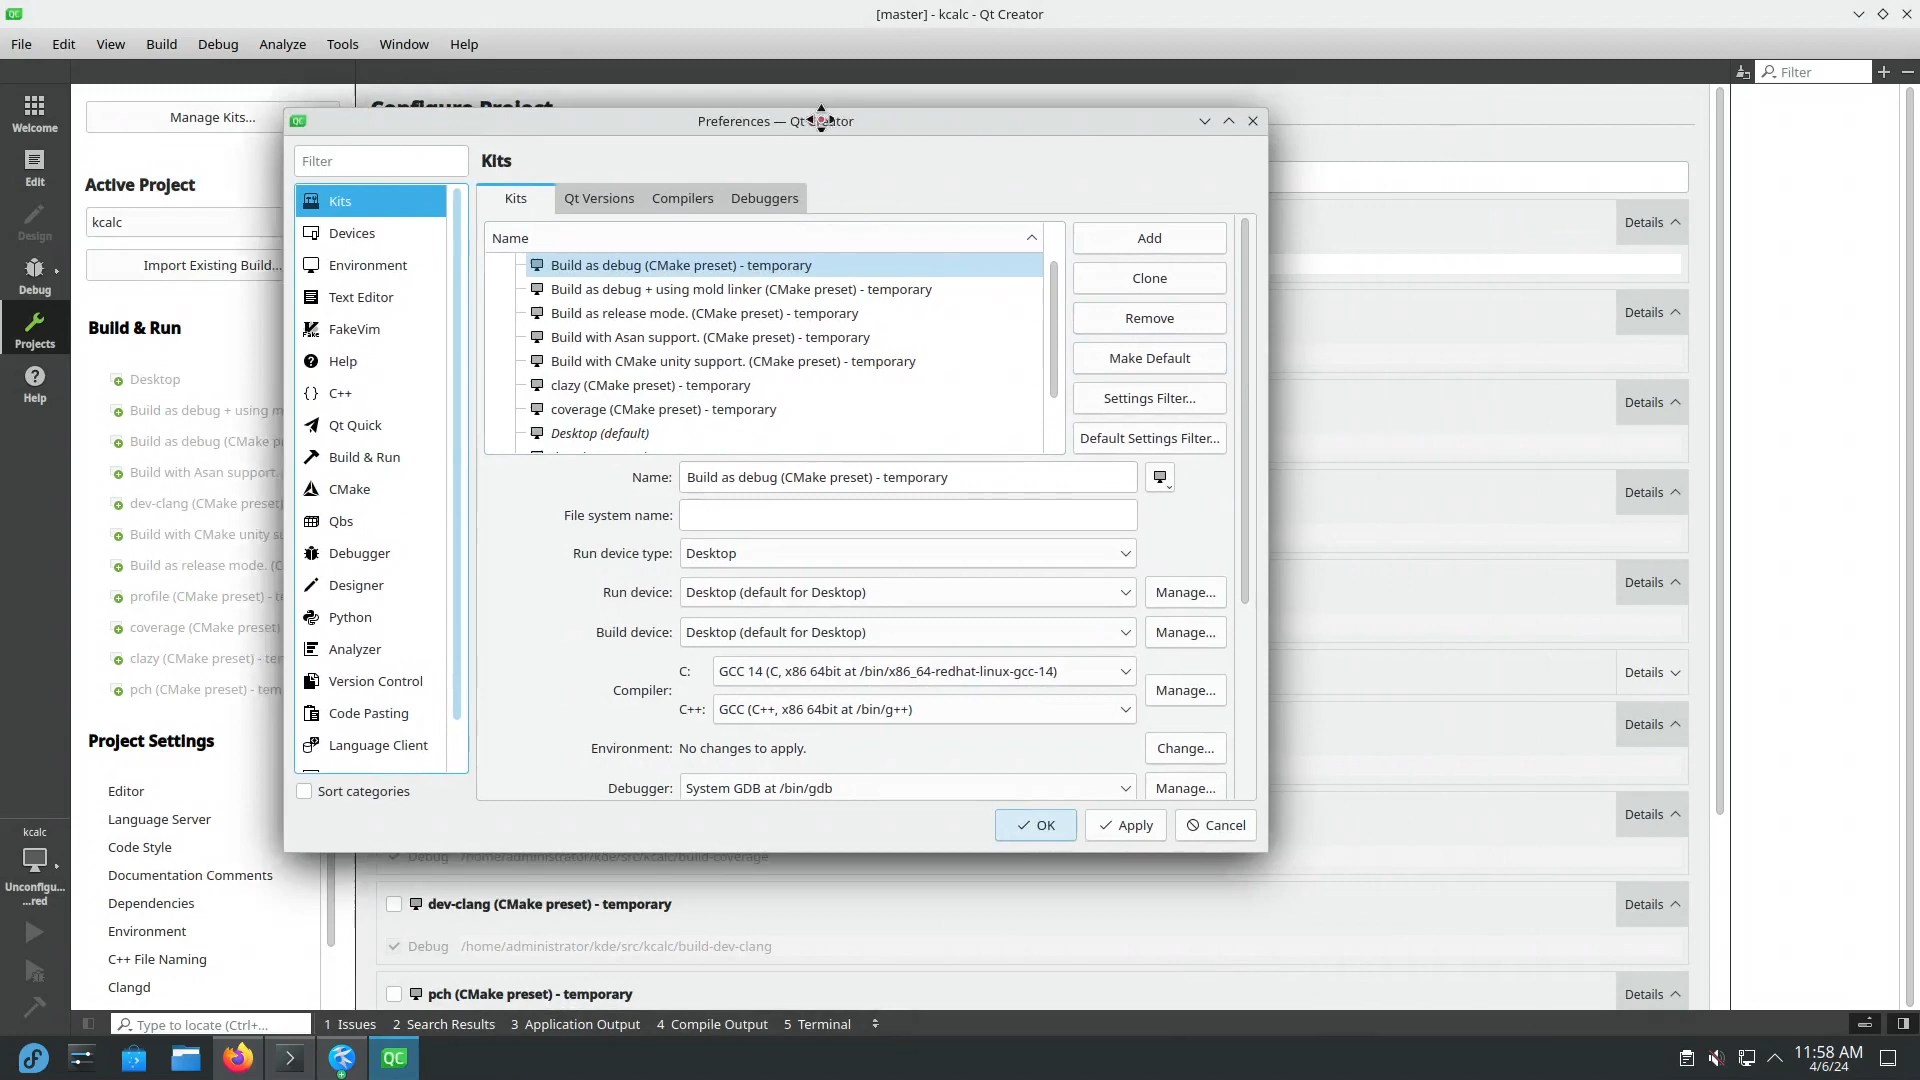 [master] - kcalc - Qt Creator
File Edit View Build Debug Analyze Tools Window Help
Filter
Welcome
Edit
Design
Debug
Projects
Help
kcalc
Unconfigu...
...red
Manage Kits...
Active Project
kcalc
Import Existing Build...
Build & Run
Desktop
Build as debug + using m
Build as debug (CMake p
Build with Asan support.
dev-clang (CMake preset)
Build with CMake unity s
Build as release mode. (C
profile (CMake preset) - t
coverage (CMake preset)
clazy (CMake preset) - te
pch (CMake preset) - tem
Project Settings
Editor
Language Server
Code Style
Documentation Comments
Dependencies
Environment
C++ File Naming
Clangd
Configure Project
Preferences — Qt Creator
Filter
Kits
Devices
Environment
Text Editor
FakeVim
Help
C++
Qt Quick
Build & Run
CMake
Qbs
Debugger
Designer
Python
Analyzer
Version Control
Code Pasting
Language Client
Sort categories
Kits
Kits Qt Versions Compilers Debuggers
Name
Build as debug (CMake preset) - temporary
Build as debug + using mold linker (CMake preset) - temporary
Build as release mode. (CMake preset) - temporary
Build with Asan support. (CMake preset) - temporary
Build with CMake unity support. (CMake preset) - temporary
clazy (CMake preset) - temporary
coverage (CMake preset) - temporary
Desktop (default)
Add
Clone
Remove
Make Default
Settings Filter...
Default Settings Filter...
Name: Build as debug (CMake preset) - temporary
File system name:
Run device type: Desktop
Run device: Desktop (default for Desktop) Manage...
Build device: Desktop (default for Desktop) Manage...
Compiler:
C: GCC 14 (C, x86 64bit at /bin/x86_64-redhat-linux-gcc-14)
C++: GCC (C++, x86 64bit at /bin/g++)
Manage...
Environment: No changes to apply. Change...
Debugger: System GDB at /bin/gdb Manage...
OK Apply Cancel
Details
Details
Details
Details
Details
Details
Details
Details
Debug /home/administrator/kde/src/kcalc/build-coverage
dev-clang (CMake preset) - temporary Details
Debug /home/administrator/kde/src/kcalc/build-dev-clang
pch (CMake preset) - temporary Details
Type to locate (Ctrl+... 1 Issues 2 Search Results 3 Application Output 4 Compile Output 5 Terminal
QC
11:58 AM
4/6/24